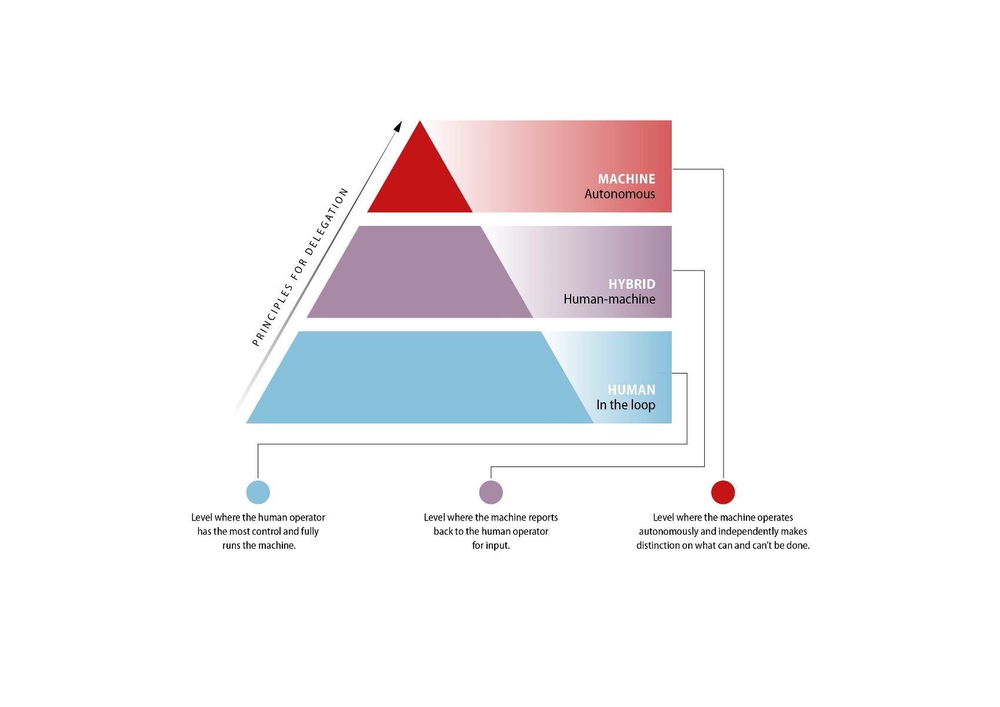 PRINCIPLES FOR DELEGATION
MACHINE
Autonomous
HYBRID
Human-machine
HUMAN
In the loop
Level where the human operator
has the most control and fully
runs the machine.
Level where the machine reports
back to the human operator
for input.
Level where the machine operates
autonomously and independently makes
distinction on what can and can’t be done.